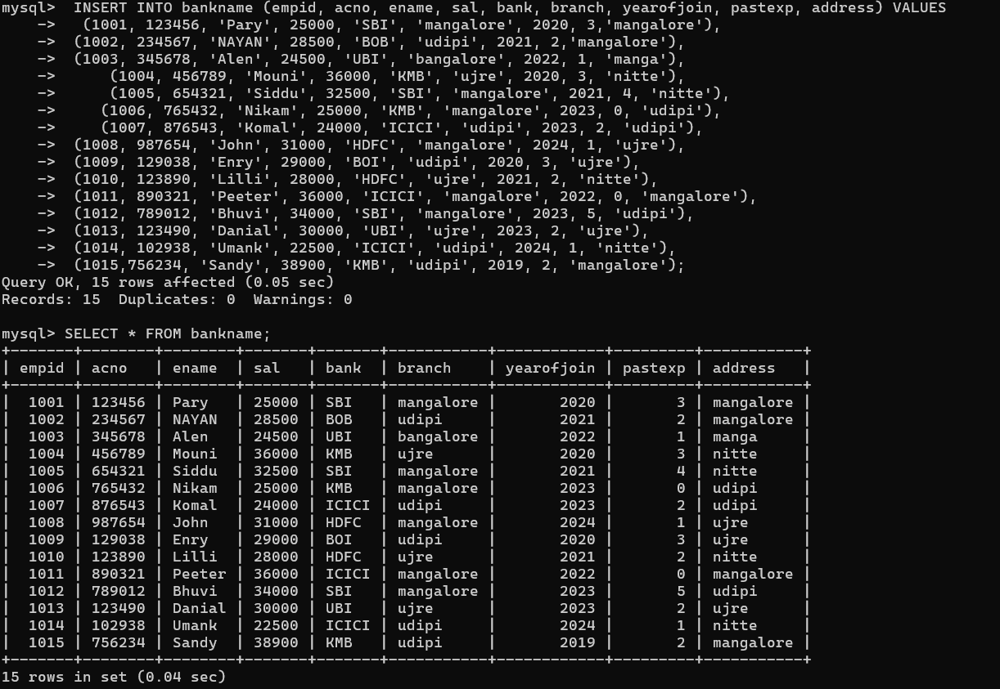 mysql>  INSERT INTO bankname (empid, acno, ename, sal, bank, branch, yearofjoin, pastexp, address) VALUES
    ->   (1001, 123456, 'Pary', 25000, 'SBI', 'mangalore', 2020, 3,'mangalore'),
    ->  (1002, 234567, 'NAYAN', 28500, 'BOB', 'udipi', 2021, 2,'mangalore'),
    ->  (1003, 345678, 'Alen', 24500, 'UBI', 'bangalore', 2022, 1, 'manga'),
    ->      (1004, 456789, 'Mouni', 36000, 'KMB', 'ujre', 2020, 3, 'nitte'),
    ->      (1005, 654321, 'Siddu', 32500, 'SBI', 'mangalore', 2021, 4, 'nitte'),
    ->     (1006, 765432, 'Nikam', 25000, 'KMB', 'mangalore', 2023, 0, 'udipi'),
    ->     (1007, 876543, 'Komal', 24000, 'ICICI', 'udipi', 2023, 2, 'udipi'),
    ->  (1008, 987654, 'John', 31000, 'HDFC', 'mangalore', 2024, 1, 'ujre'),
    ->  (1009, 129038, 'Enry', 29000, 'BOI', 'udipi', 2020, 3, 'ujre'),
    ->  (1010, 123890, 'Lilli', 28000, 'HDFC', 'ujre', 2021, 2, 'nitte'),
    ->  (1011, 890321, 'Peeter', 36000, 'ICICI', 'mangalore', 2022, 0, 'mangalore'),
    ->  (1012, 789012, 'Bhuvi', 34000, 'SBI', 'mangalore', 2023, 5, 'udipi'),
    ->  (1013, 123490, 'Danial', 30000, 'UBI', 'ujre', 2023, 2, 'ujre'),
    ->  (1014, 102938, 'Umank', 22500, 'ICICI', 'udipi', 2024, 1, 'nitte'),
    ->  (1015,756234, 'Sandy', 38900, 'KMB', 'udipi', 2019, 2, 'mangalore');
Query OK, 15 rows affected (0.05 sec)
Records: 15  Duplicates: 0  Warnings: 0
mysql> SELECT * FROM bankname;
+-------+--------+--------+-------+-------+-----------+------------+---------+-----------+
| empid | acno   | ename  | sal   | bank  | branch    | yearofjoin | pastexp | address   |
+-------+--------+--------+-------+-------+-----------+------------+---------+-----------+
|  1001 | 123456 | Pary   | 25000 | SBI   | mangalore |       2020 |       3 | mangalore |
|  1002 | 234567 | NAYAN  | 28500 | BOB   | udipi     |       2021 |       2 | mangalore |
|  1003 | 345678 | Alen   | 24500 | UBI   | bangalore |       2022 |       1 | manga     |
|  1004 | 456789 | Mouni  | 36000 | KMB   | ujre      |       2020 |       3 | nitte     |
|  1005 | 654321 | Siddu  | 32500 | SBI   | mangalore |       2021 |       4 | nitte     |
|  1006 | 765432 | Nikam  | 25000 | KMB   | mangalore |       2023 |       0 | udipi     |
|  1007 | 876543 | Komal  | 24000 | ICICI | udipi     |       2023 |       2 | udipi     |
|  1008 | 987654 | John   | 31000 | HDFC  | mangalore |       2024 |       1 | ujre      |
|  1009 | 129038 | Enry   | 29000 | BOI   | udipi     |       2020 |       3 | ujre      |
|  1010 | 123890 | Lilli  | 28000 | HDFC  | ujre      |       2021 |       2 | nitte     |
|  1011 | 890321 | Peeter | 36000 | ICICI | mangalore |       2022 |       0 | mangalore |
|  1012 | 789012 | Bhuvi  | 34000 | SBI   | mangalore |       2023 |       5 | udipi     |
|  1013 | 123490 | Danial | 30000 | UBI   | ujre      |       2023 |       2 | ujre      |
|  1014 | 102938 | Umank  | 22500 | ICICI | udipi     |       2024 |       1 | nitte     |
|  1015 | 756234 | Sandy  | 38900 | KMB   | udipi     |       2019 |       2 | mangalore |
+-------+--------+--------+-------+-------+-----------+------------+---------+-----------+
15 rows in set (0.04 sec)